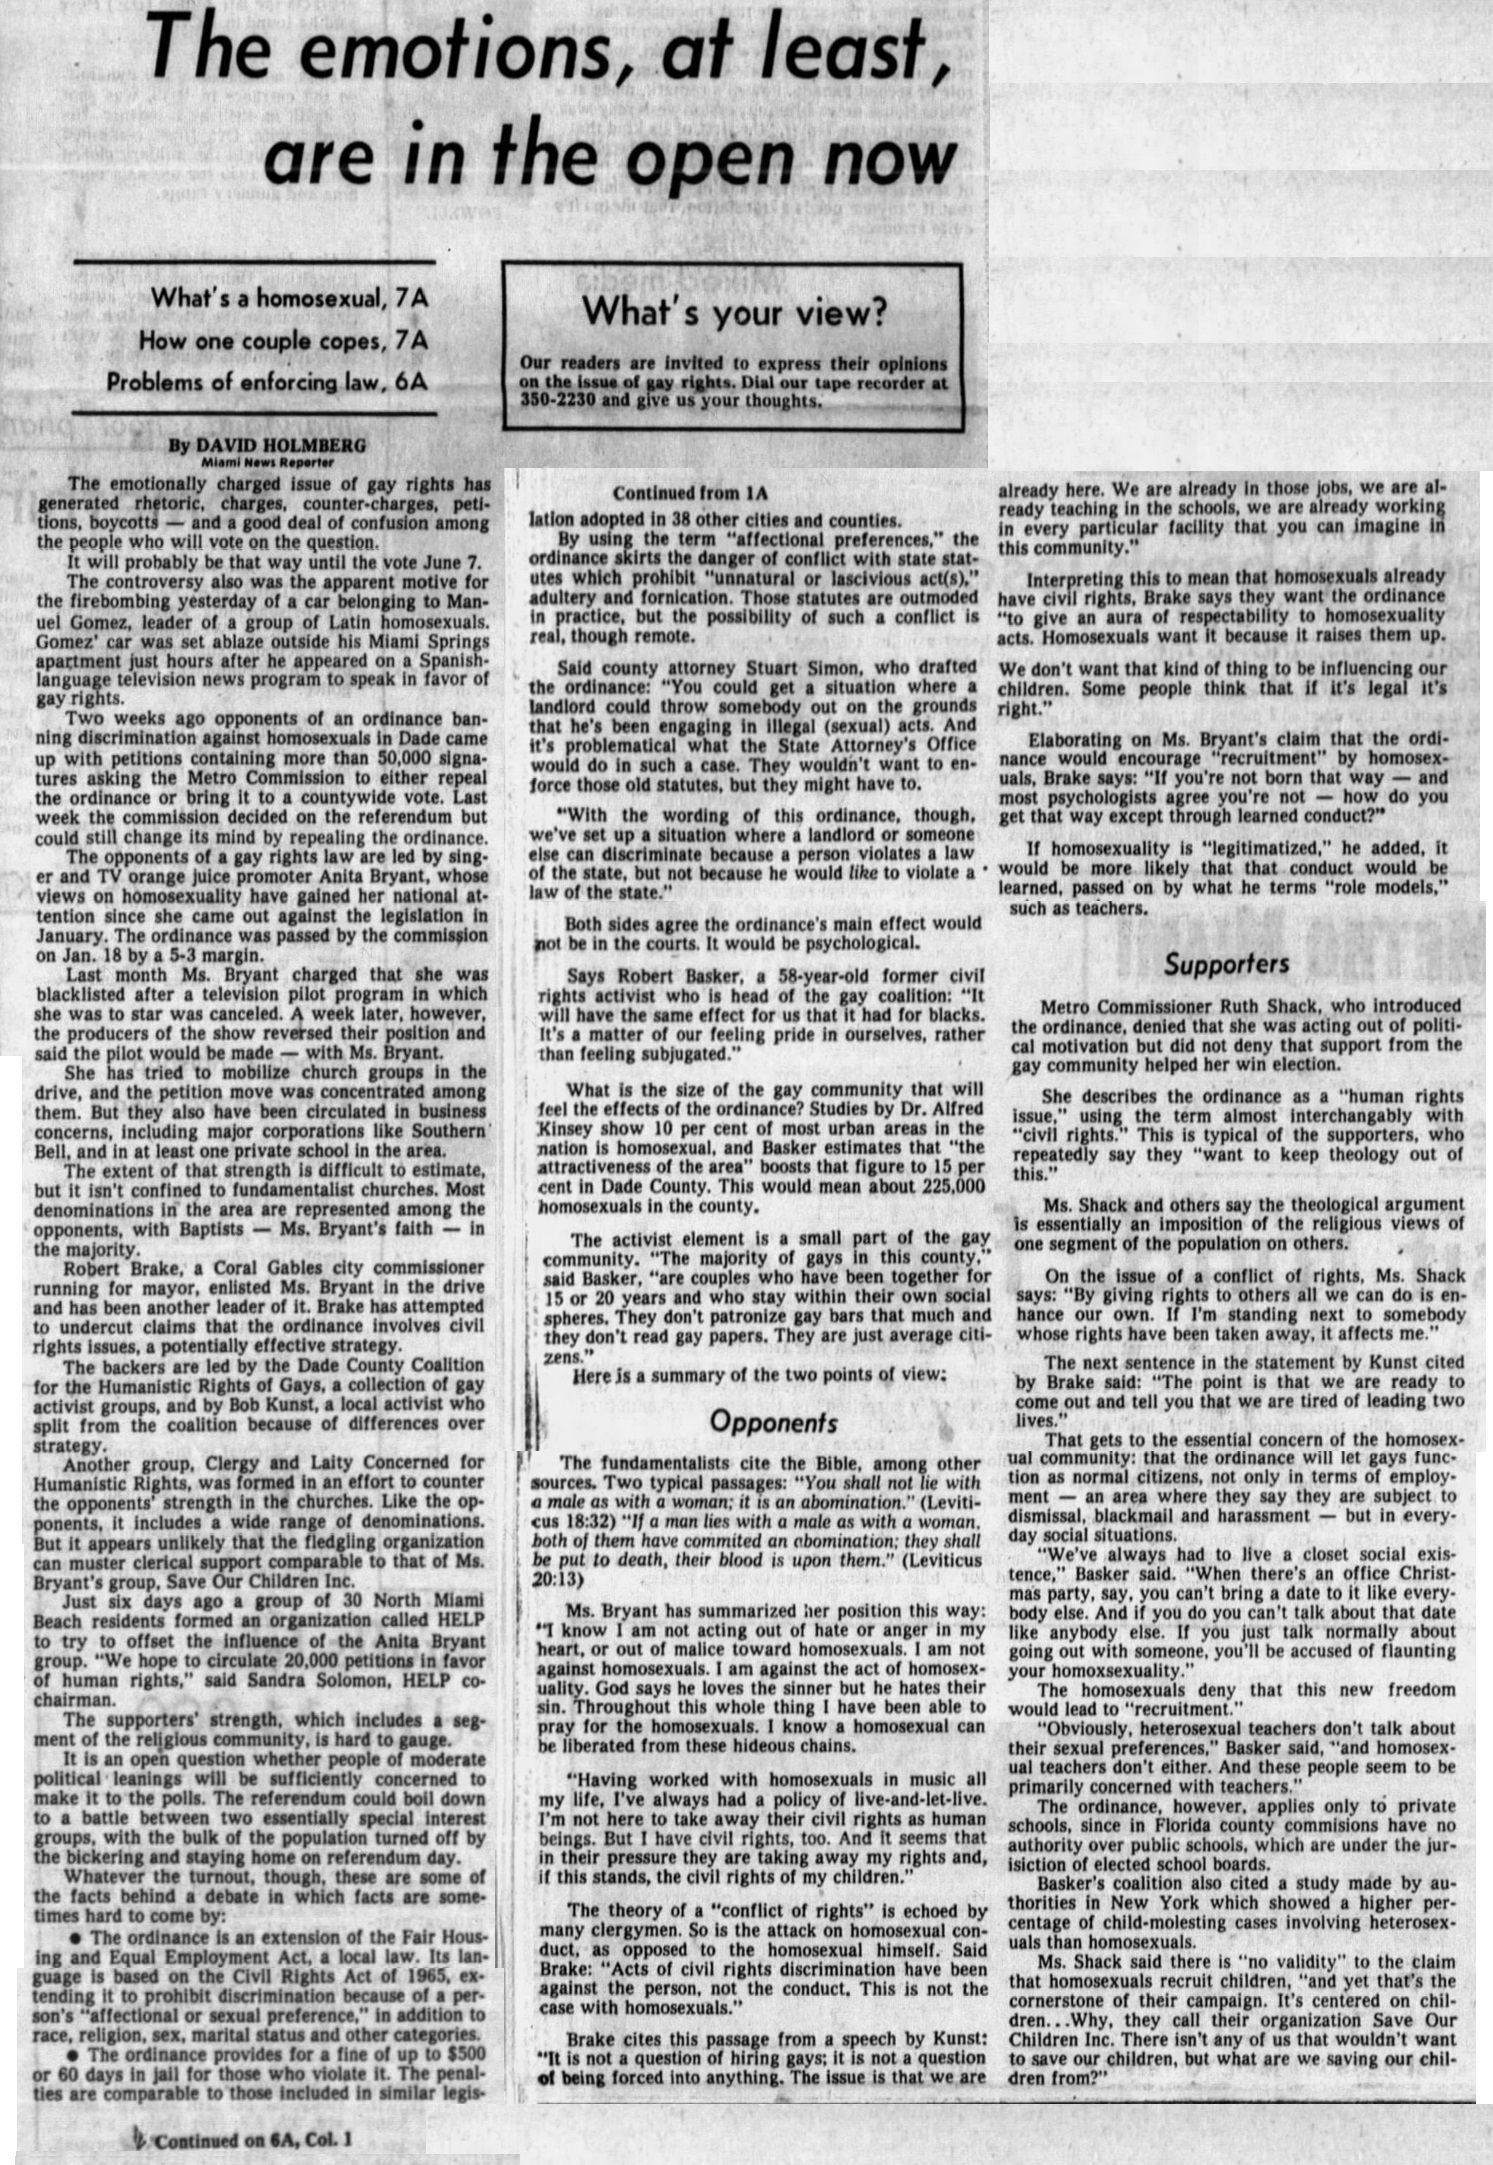 The emotions, at least,
are in the open now
What's a homosexual, 7A
How one couple copes, 7A
Problems of enforcing law, 6A
What's your view?
Our readers are invited to express their opinions
on the issue of gay rights. Dial our tape recorder at
350-2230 and give us your thoughts.
By DAVID HOLMBERG
Miami News Reporter
The emotionally charged issue of gay rights has
generated rhetoric, charges, counter-charges, peti-
tions, boycotts — and a good deal of confusion among
the people who will vote on the question.
It will probably be that way until the vote June 7.
The controversy also was the apparent motive for
the firebombing yesterday of a car belonging to Man-
uel Gomez, leader of a group of Latin homosexuals.
Gomez' car was set ablaze outside his Miami Springs
apartment just hours after he appeared on a Spanish-
language television news program to speak in favor of
gay rights.
Two weeks ago opponents of an ordinance ban-
ning discrimination against homosexuals in Dade came
up with petitions containing more than 50,000 signa-
tures asking the Metro Commission to either repeal
the ordinance or bring it to a countywide vote. Last
week the commission decided on the referendum but
could still change its mind by repealing the ordinance.
The opponents of a gay rights law are led by sing-
er and TV orange juice promoter Anita Bryant, whose
views on homosexuality have gained her national at-
tention since she came out against the legislation in
January. The ordinance was passed by the commission
on Jan. 18 by a 5-3 margin.
Last month Ms. Bryant charged that she was
blacklisted after a television pilot program in which
she was to star was canceled. A week later, however,
the producers of the show reversed their position and
said the pilot would be made — with Ms. Bryant.
She has tried to mobilize church groups in the
drive, and the petition move was concentrated among
them. But they also have been circulated in business
concerns, including major corporations like Southern
Bell, and in at least one private school in the area.
The extent of that strength is difficult to estimate,
but it isn't confined to fundamentalist churches. Most
denominations in the area are represented among the
opponents, with Baptists — Ms. Bryant's faith — in
the majority.
Robert Brake, a Coral Gables city commissioner
running for mayor, enlisted Ms. Bryant in the drive
and has been another leader of it. Brake has attempted
to undercut claims that the ordinance involves civil
rights issues, a potentially effective strategy.
The backers are led by the Dade County Coalition
for the Humanistic Rights of Gays, a collection of gay
activist groups, and by Bob Kunst, a local activist who
split from the coalition because of differences over
strategy.
Another group, Clergy and Laity Concerned for
Humanistic Rights, was formed in an effort to counter
the opponents' strength in the churches. Like the op-
ponents, it includes a wide range of denominations.
But it appears unlikely that the fledgling organization
can muster clerical support comparable to that of Ms.
Bryant's group, Save Our Children Inc.
Just six days ago a group of 30 North Miami
Beach residents formed an organization called HELP
to try to offset the influence of the Anita Bryant
group. "We hope to circulate 20,000 petitions in favor
of human rights," said Sandra Solomon, HELP co-
chairman.
The supporters' strength, which includes a seg-
ment of the religious community, is hard to gauge.
It is an open question whether people of moderate
political leanings will be sufficiently concerned to
make it to the polls. The referendum could boil down
to a battle between two essentially special interest
groups, with the bulk of the population turned off by
the bickering and staying home on referendum day.
Whatever the turnout, though, these are some of
the facts behind a debate in which facts are some-
times hard to come by:
● The ordinance is an extension of the Fair Hous-
ing and Equal Employment Act, a local law. Its lan-
guage is based on the Civil Rights Act of 1965, ex-
tending it to prohibit discrimination because of a per-
son's "affectional or sexual preference," in addition to
race, religion, sex, marital status and other categories.
● The ordinance provides for a fine of up to $500
or 60 days in jail for those who violate it. The penal-
ties are comparable to those included in similar legis-
Continued on 6A, Col. 1
Continued from 1A
lation adopted in 38 other cities and counties.
By using the term "affectional preferences," the
ordinance skirts the danger of conflict with state stat-
utes which prohibit "unnatural or lascivious act(s),"
adultery and fornication. Those statutes are outmoded
in practice, but the possibility of such a conflict is
real, though remote.
Said county attorney Stuart Simon, who drafted
the ordinance: "You could get a situation where a
landlord could throw somebody out on the grounds
that he's been engaging in illegal (sexual) acts. And
it's problematical what the State Attorney's Office
would do in such a case. They wouldn't want to en-
force those old statutes, but they might have to.
"With the wording of this ordinance, though,
we've set up a situation where a landlord or someone
else can discriminate because a person violates a law
of the state, but not because he would like to violate a
law of the state."
Both sides agree the ordinance's main effect would
not be in the courts. It would be psychological.
Says Robert Basker, a 58-year-old former civil
rights activist who is head of the gay coalition: "It
will have the same effect for us that it had for blacks.
It's a matter of our feeling pride in ourselves, rather
than feeling subjugated."
What is the size of the gay community that will
feel the effects of the ordinance? Studies by Dr. Alfred
Kinsey show 10 per cent of most urban areas in the
nation is homosexual, and Basker estimates that "the
attractiveness of the area" boosts that figure to 15 per
cent in Dade County. This would mean about 225,000
homosexuals in the county.
The activist element is a small part of the gay
community. "The majority of gays in this county,"
said Basker, "are couples who have been together for
15 or 20 years and who stay within their own social
spheres. They don't patronize gay bars that much and
they don't read gay papers. They are just average citi-
zens."
Here is a summary of the two points of view:
Opponents
The fundamentalists cite the Bible, among other
sources. Two typical passages: "You shall not lie with
a male as with a woman; it is an abomination." (Leviti-
cus 18:32) "If a man lies with a male as with a woman,
both of them have commited an abomination; they shall
be put to death, their blood is upon them." (Leviticus
20:13)
Ms. Bryant has summarized her position this way:
"I know I am not acting out of hate or anger in my
heart, or out of malice toward homosexuals. I am not
against homosexuals. I am against the act of homosex-
uality. God says he loves the sinner but he hates their
sin. Throughout this whole thing I have been able to
pray for the homosexuals. I know a homosexual can
be liberated from these hideous chains.
"Having worked with homosexuals in music all
my life, I've always had a policy of live-and-let-live.
I'm not here to take away their civil rights as human
beings. But I have civil rights, too. And it seems that
in their pressure they are taking away my rights and,
if this stands, the civil rights of my children."
The theory of a "conflict of rights" is echoed by
many clergymen. So is the attack on homosexual con-
duct, as opposed to the homosexual himself. Said
Brake: "Acts of civil rights discrimination have been
against the person, not the conduct. This is not the
case with homosexuals."
Brake cites this passage from a speech by Kunst:
"It is not a question of hiring gays; it is not a question
of being forced into anything. The issue is that we are
already here. We are already in those jobs, we are al-
ready teaching in the schools, we are already working
in every particular facility that you can imagine in
this community."
Interpreting this to mean that homosexuals already
have civil rights, Brake says they want the ordinance
"to give an aura of respectability to homosexuality
acts. Homosexuals want it because it raises them up.
We don't want that kind of thing to be influencing our
children. Some people think that if it's legal it's
right."
Elaborating on Ms. Bryant's claim that the ordi-
nance would encourage "recruitment" by homosex-
uals, Brake says: "If you're not born that way — and
most psychologists agree you're not — how do you
get that way except through learned conduct?"
If homosexuality is "legitimatized," he added, it
would be more likely that that conduct would be
learned, passed on by what he terms "role models,"
such as teachers.
Supporters
Metro Commissioner Ruth Shack, who introduced
the ordinance, denied that she was acting out of politi-
cal motivation but did not deny that support from the
gay community helped her win election.
She describes the ordinance as a "human rights
issue," using the term almost interchangably with
"civil rights." This is typical of the supporters, who
repeatedly say they "want to keep theology out of
this."
Ms. Shack and others say the theological argument
is essentially an imposition of the religious views of
one segment of the population on others.
On the issue of a conflict of rights, Ms. Shack
says: "By giving rights to others all we can do is en-
hance our own. If I'm standing next to somebody
whose rights have been taken away, it affects me."
The next sentence in the statement by Kunst cited
by Brake said: "The point is that we are ready to
come out and tell you that we are tired of leading two
lives."
That gets to the essential concern of the homosex-
ual community: that the ordinance will let gays func-
tion as normal citizens, not only in terms of employ-
ment — an area where they say they are subject to
dismissal, blackmail and harassment — but in every-
day social situations.
"We've always had to live a closet social exis-
tence," Basker said. "When there's an office Christ-
mas party, say, you can't bring a date to it like every-
body else. And if you do you can't talk about that date
like anybody else. If you just talk normally about
going out with someone, you'll be accused of flaunting
your homoxsexuality."
The homosexuals deny that this new freedom
would lead to "recruitment."
"Obviously, heterosexual teachers don't talk about
their sexual preferences," Basker said, "and homosex-
ual teachers don't either. And these people seem to be
primarily concerned with teachers."
The ordinance, however, applies only to private
schools, since in Florida county commisions have no
authority over public schools, which are under the jur-
isiction of elected school boards.
Basker's coalition also cited a study made by au-
thorities in New York which showed a higher per-
centage of child-molesting cases involving heterosex-
uals than homosexuals.
Ms. Shack said there is "no validity" to the claim
that homosexuals recruit children, "and yet that's the
cornerstone of their campaign. It's centered on chil-
dren...Why, they call their organization Save Our
Children Inc. There isn't any of us that wouldn't want
to save our children, but what are we saving our chil-
dren from?"